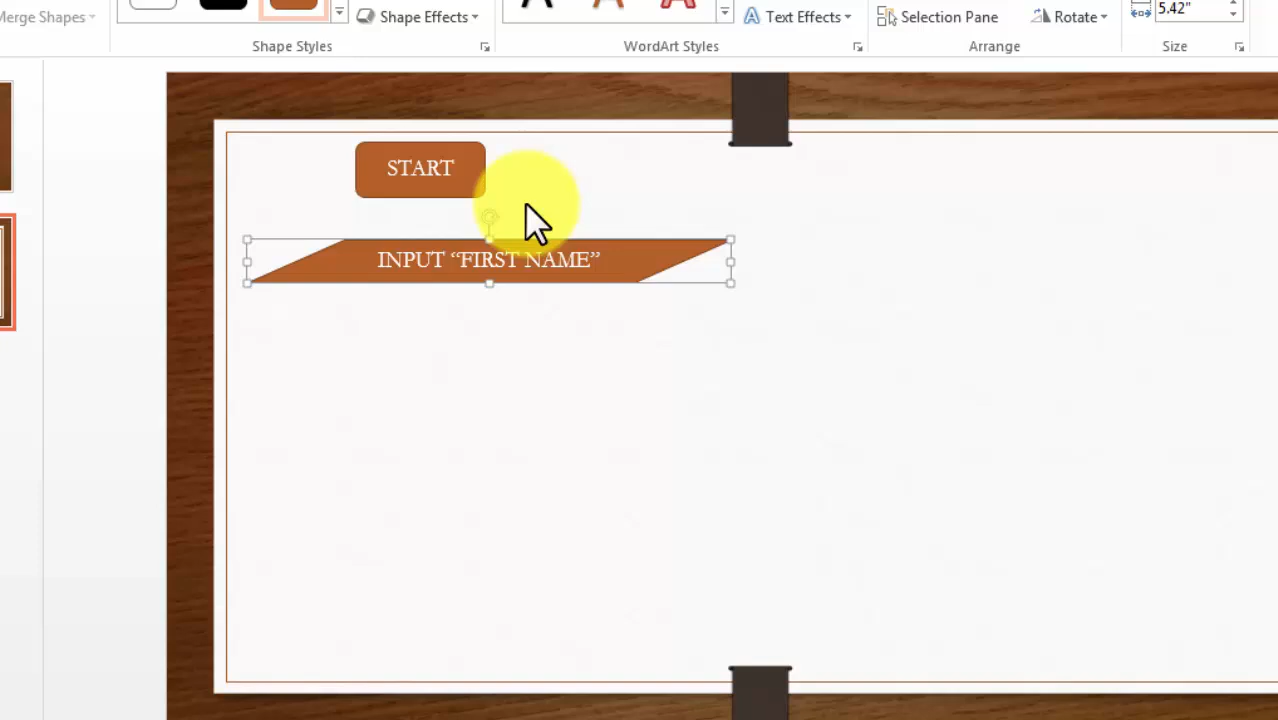 Merge Shapes
Shape Effects
Text Effects
Selection Pane
Rotate
5.42"
Shape Styles
WordArt Styles
Arrange
Size
START
INPUT “FIRST NAME”